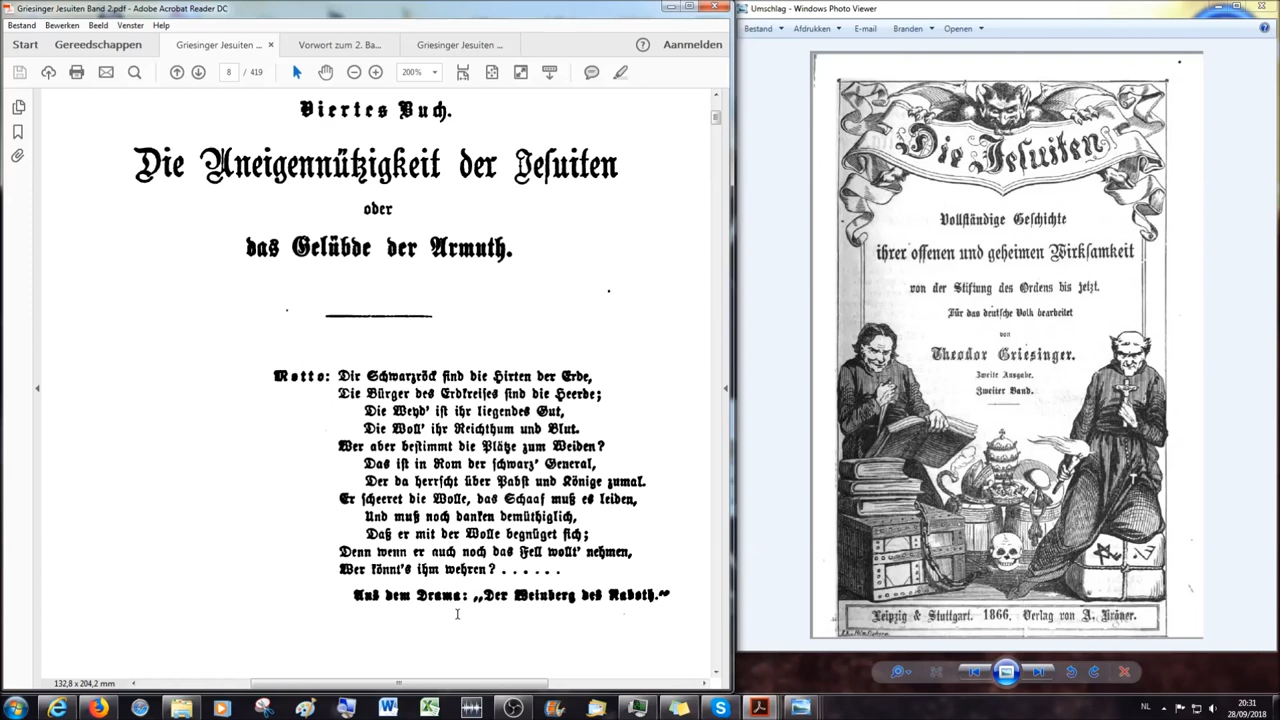 Griesinger Jesuiten Band 2.pdf - Adobe Acrobat Reader DC
Bestand Bewerken Beeld Venster Help
Start Gereedschappen Griesinger Jesuiten ... × Vorwort zum 2. Ba... Griesinger Jesuiten ... Aanmelden
8 / 419 200%
Viertes Buch.
Die Uneigennützigkeit der Jesuiten
oder
das Gelübde der Armuth.
Motto: Dir Schwarzröck sind die Hirten der Erde,
Die Bürger des Erdkreises sind die Heerde;
Die Weyd' ist ihr liegendes Gut,
Die Woll' ihr Reichthum und Blut.
Wer aber bestimmt die Plätze zum Weiden?
Das ist in Rom der schwarz' General,
Der da herrscht über Pabst und Könige zumal.
Er scheeret die Wolle, das Schaaf muß es leiden,
Und muß noch danken demüthiglich,
Daß er mit der Wolle begnüget sich;
Denn wenn er auch noch das Fell wollt' nehmen,
Wer könnt's ihm wehren? . . . . . .
Aus dem Drama: „Der Weinberg des Naboth."
132,8 x 204,2 mm
Umschlag - Windows Photo Viewer
Bestand Afdrukken E-mail Branden Openen
Die Jesuiten
Vollständige Geschichte
ihrer offenen und geheimen Wirksamkeit
von der Stiftung des Ordens bis jetzt.
Für das deutsche Volk bearbeitet
von
Theodor Griesinger.
Zweite Ausgabe.
Zweiter Band.
Leipzig & Stuttgart. 1866. Verlag von A. Kröner.
NL 20:31
28/09/2018